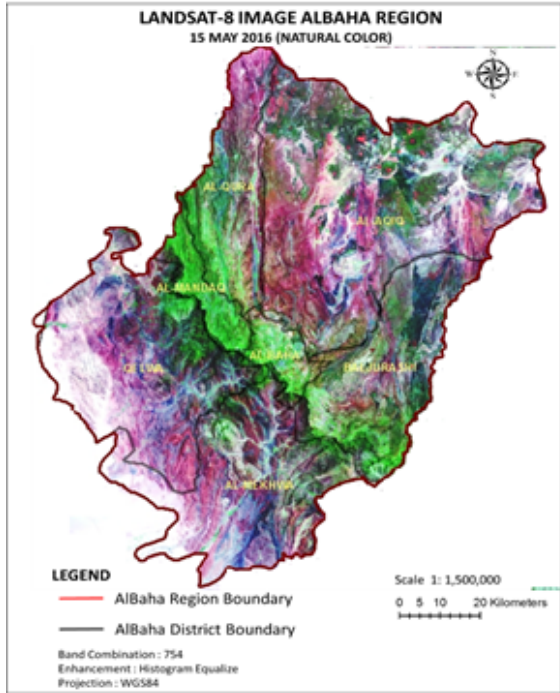 LANDSAT-8 IMAGE ALBAHA REGION
15 MAY 2016 (NATURAL COLOR)
N
W
E
S
AL-QURA
AL-AQIQ
AL-MANDAQ
ALBAHA
QILWA
BALJURASHI
AL-MEKHWA
LEGEND
AlBaha Region Boundary
AlBaha District Boundary
Scale 1: 1,500,000
0 5 10 20 Kilometers
Band Combination : 754
Enhancement : Histogram Equalize
Projection : WGS84